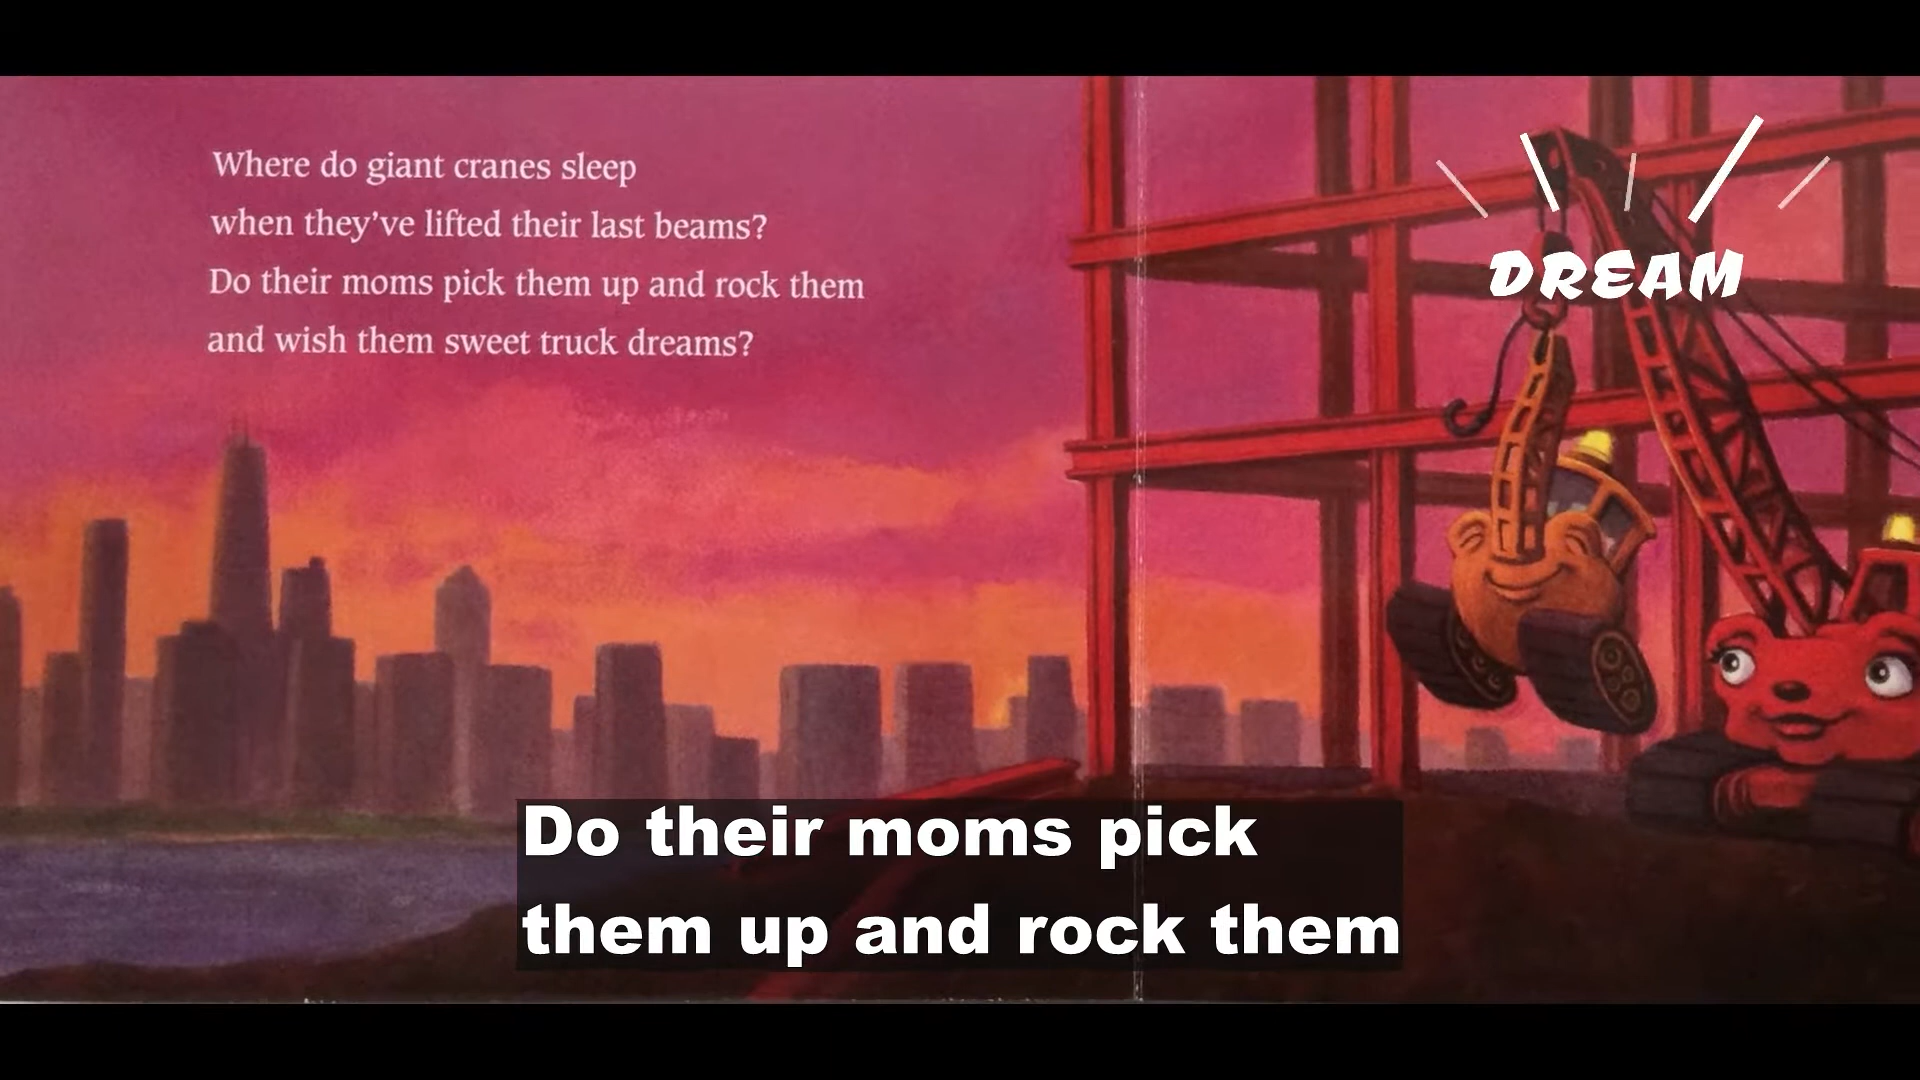 Where do giant cranes sleep
when they’ve lifted their last beams?
Do their moms pick them up and rock them
and wish them sweet truck dreams?
DREAM
Do their moms pick
them up and rock them